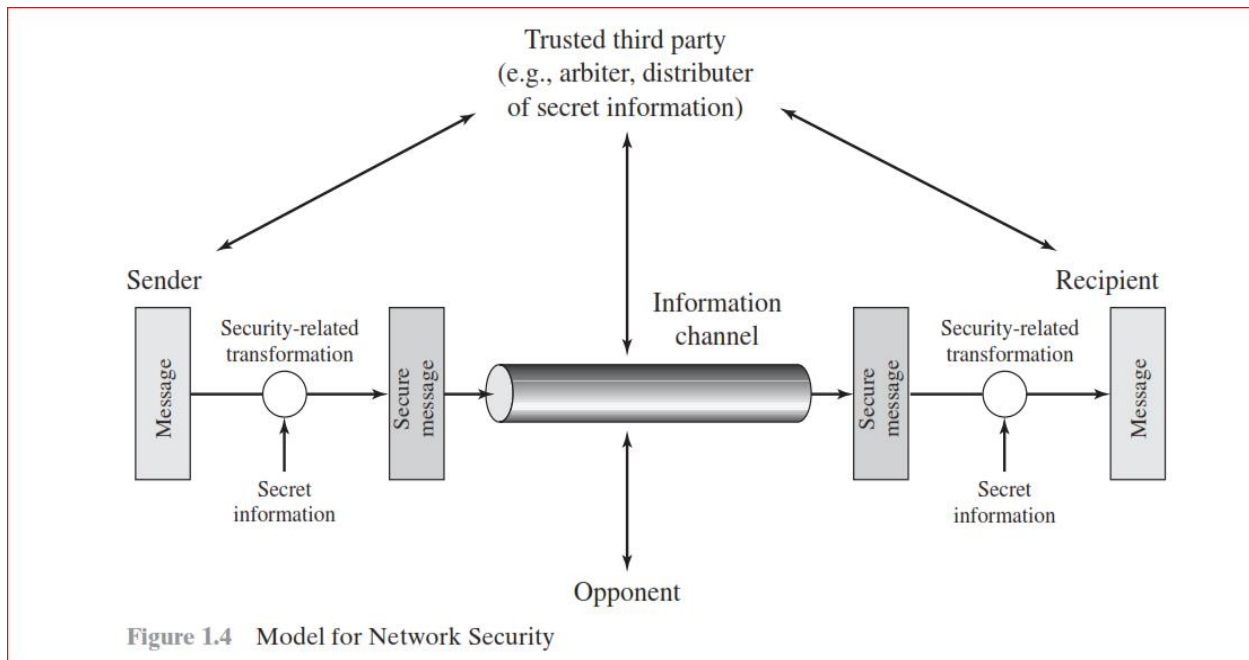 Trusted third party
(e.g., arbiter, distributer
of secret information)
Sender
Recipient
Information
channel
Security-related
transformation
Security-related
transformation
Message
Secure
message
Secure
message
Message
Secret
information
Secret
information
Opponent
Figure 1.4 Model for Network Security